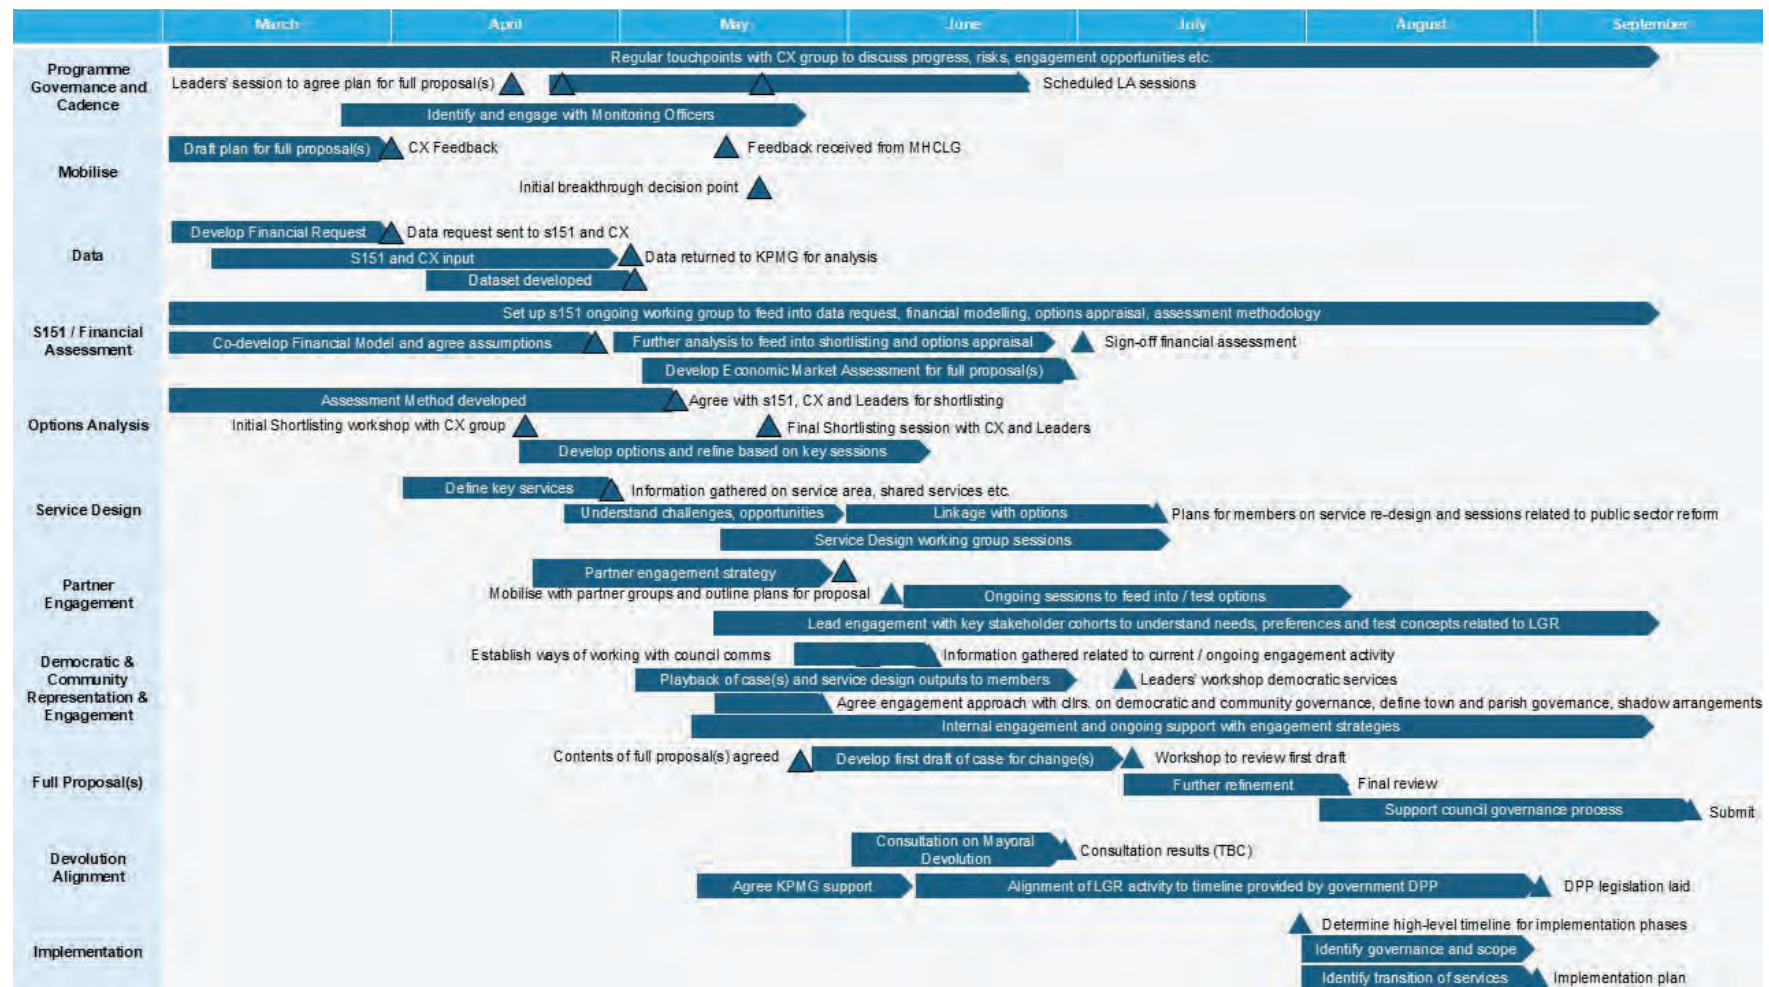 March April May June July August September
Programme
Governance and
Cadence
Regular touchpoints with CX group to discuss progress, risks, engagement opportunities etc.
Leaders' session to agree plan for full proposal(s)
Scheduled LA sessions
Identify and engage with Monitoring Officers
Mobilise
Draft plan for full proposal(s)
CX Feedback
Feedback received from MHCLG
Initial breakthrough decision point
Data
Develop Financial Request
Data request sent to s151 and CX
S151 and CX input
Data returned to KPMG for analysis
Dataset developed
S151 / Financial
Assessment
Set up s151 ongoing working group to feed into data request, financial modelling, options appraisal, assessment methodology
Co-develop Financial Model and agree assumptions
Further analysis to feed into shortlisting and options appraisal
Sign-off financial assessment
Develop Economic Market Assessment for full proposal(s)
Options Analysis
Assessment Method developed
Agree with s151, CX and Leaders for shortlisting
Initial Shortlisting workshop with CX group
Final Shortlisting session with CX and Leaders
Develop options and refine based on key sessions
Service Design
Define key services
Information gathered on service area, shared services etc.
Understand challenges, opportunities
Linkage with options
Plans for members on service re-design and sessions related to public sector reform
Service Design working group sessions
Partner
Engagement
Partner engagement strategy
Mobilise with partner groups and outline plans for proposal
Ongoing sessions to feed into / test options
Lead engagement with key stakeholder cohorts to understand needs, preferences and test concepts related to LGR
Democratic &
Community
Representation &
Engagement
Establish ways of working with council comms
Information gathered related to current / ongoing engagement activity
Playback of case(s) and service design outputs to members
Leaders' workshop democratic services
Agree engagement approach with cllrs. on democratic and community governance, define town and parish governance, shadow arrangements
Internal engagement and ongoing support with engagement strategies
Full Proposal(s)
Contents of full proposal(s) agreed
Develop first draft of case for change(s)
Workshop to review first draft
Further refinement
Final review
Support council governance process
Submit
Devolution
Alignment
Consultation on Mayoral
Devolution
Consultation results (TBC)
Agree KPMG support
Alignment of LGR activity to timeline provided by government DPP
DPP legislation laid
Implementation
Determine high-level timeline for implementation phases
Identify governance and scope
Identify transition of services
Implementation plan